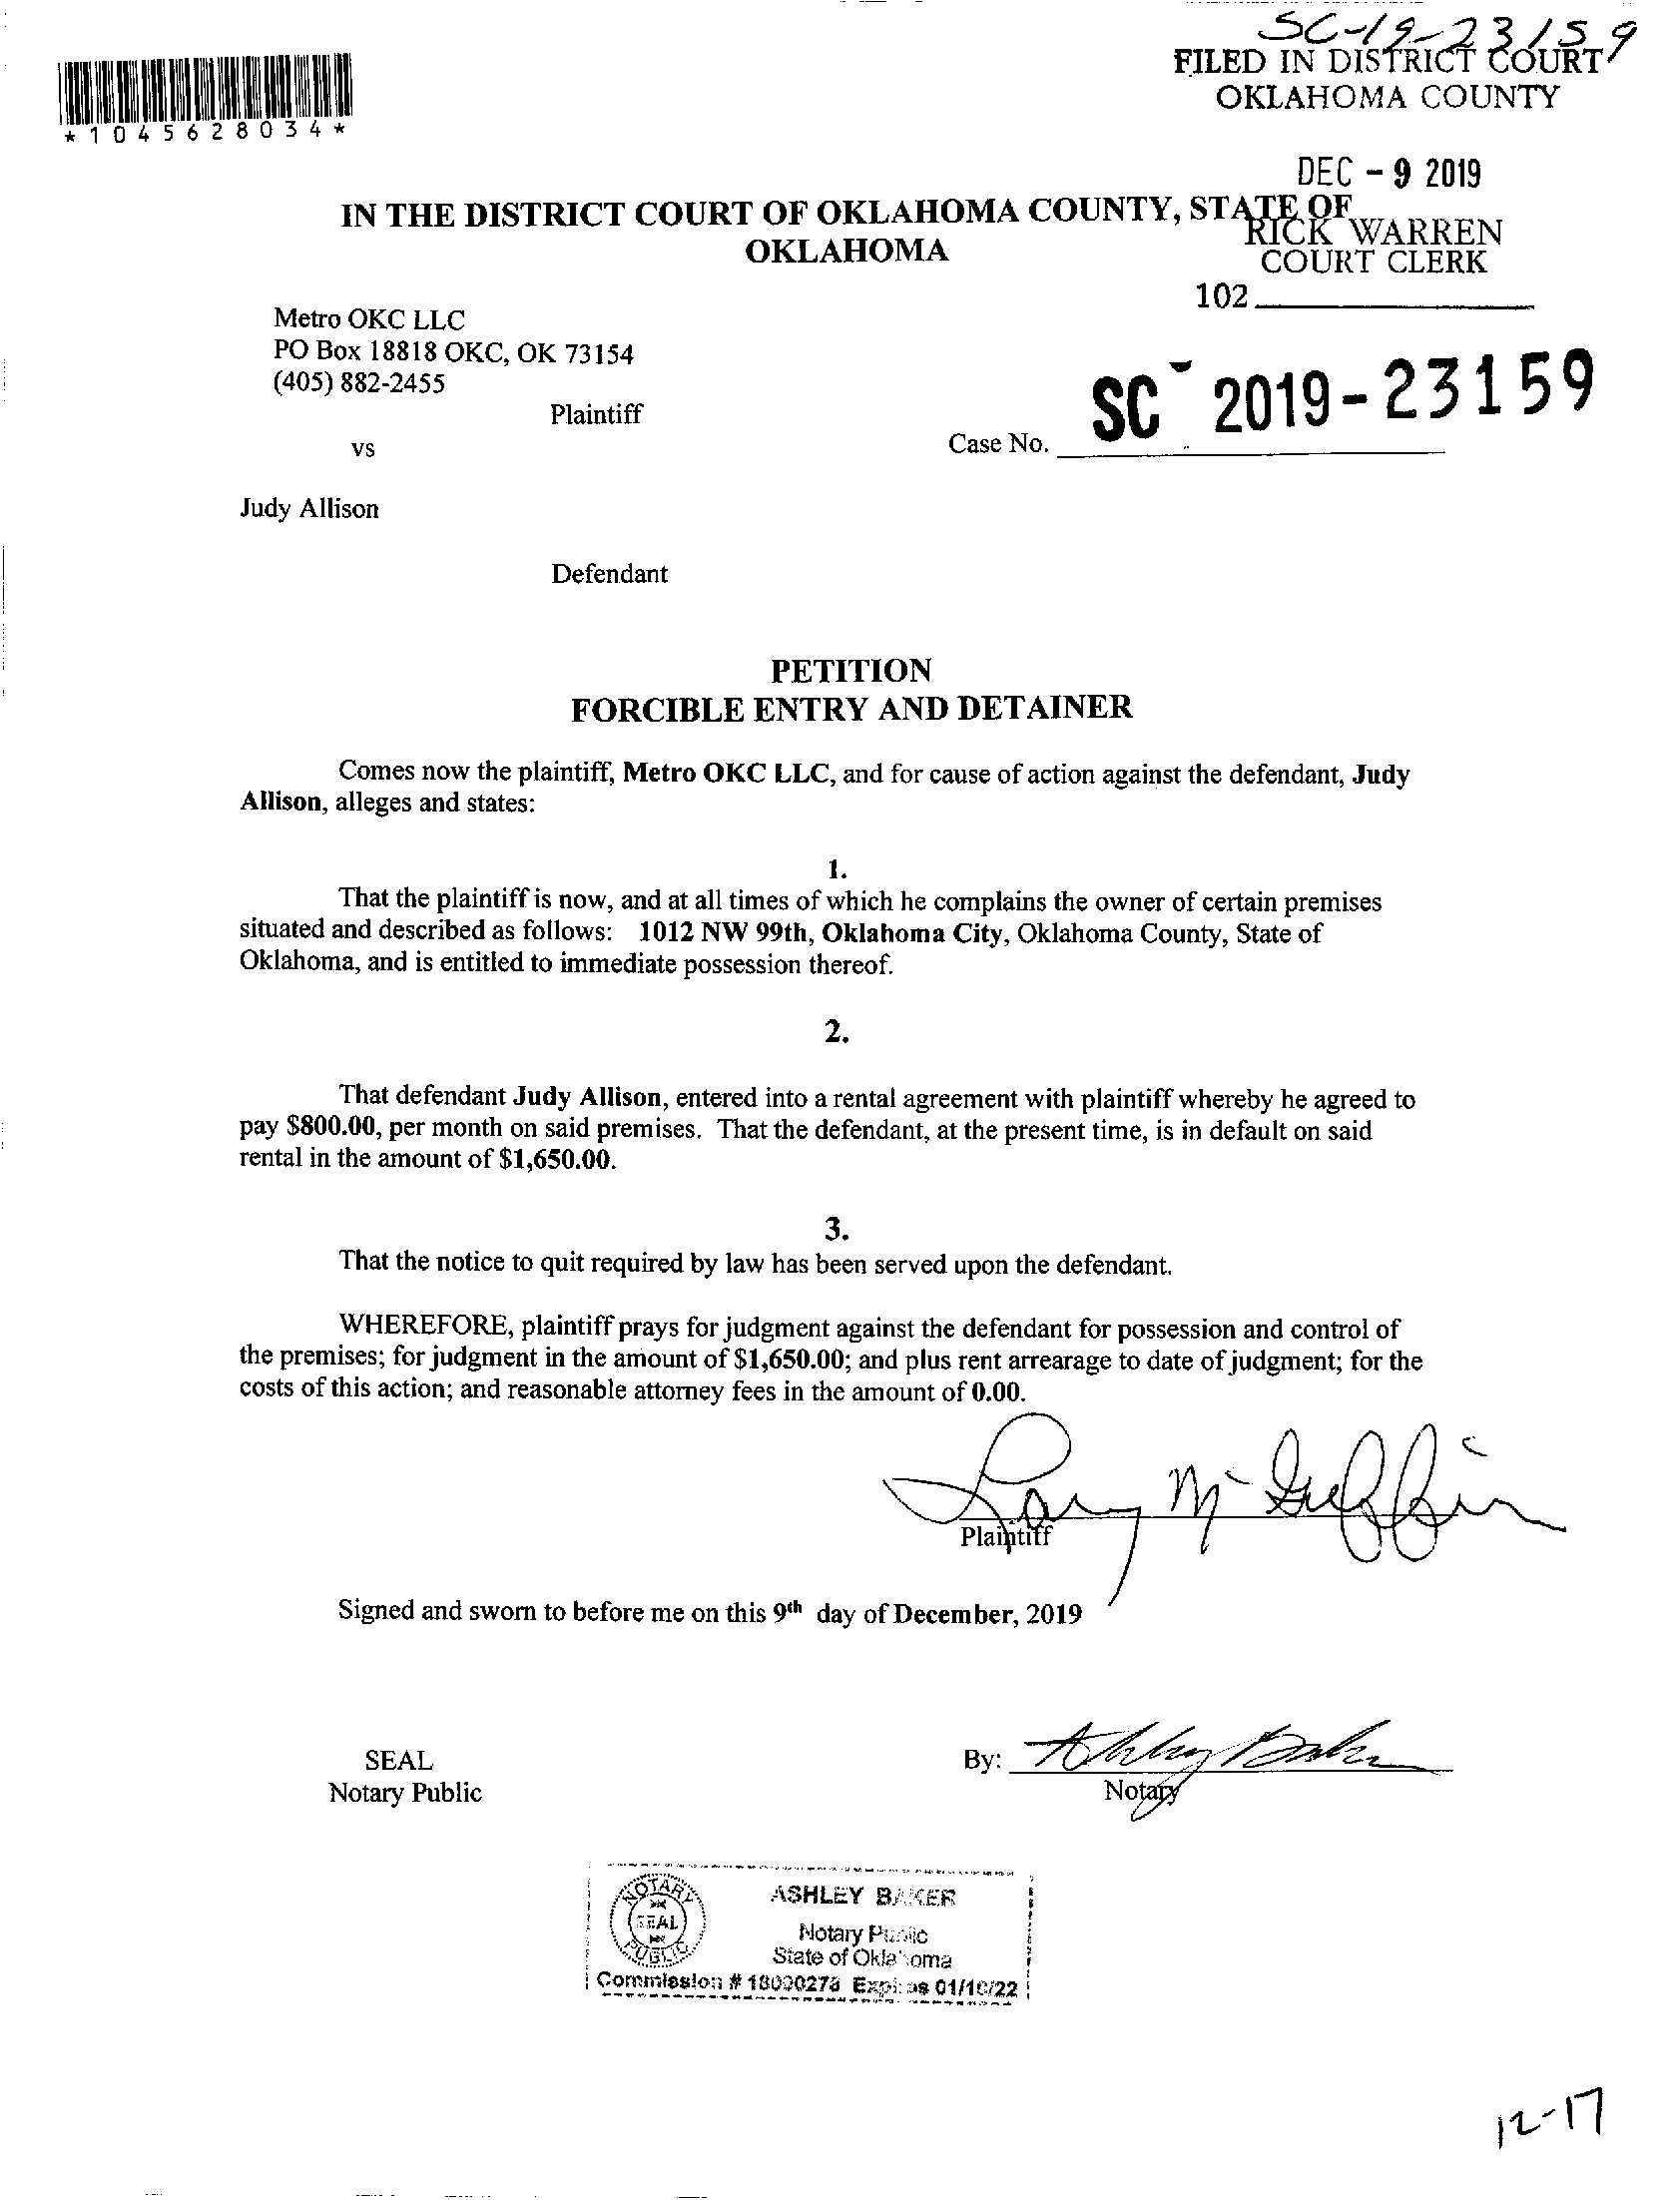 SC-19-23159
FILED IN DISTRICT COURT
OKLAHOMA COUNTY
*1045628034*
DEC - 9 2019
IN THE DISTRICT COURT OF OKLAHOMA COUNTY, STATE OF
OKLAHOMA
RICK WARREN
COURT CLERK
102
Metro OKC LLC
PO Box 18818 OKC, OK 73154
(405) 882-2455
Plaintiff
SC - 2019-23159
vs
Case No.
Judy Allison
Defendant
PETITION
FORCIBLE ENTRY AND DETAINER
Comes now the plaintiff, Metro OKC LLC, and for cause of action against the defendant, Judy
Allison, alleges and states:
1.
That the plaintiff is now, and at all times of which he complains the owner of certain premises
situated and described as follows: 1012 NW 99th, Oklahoma City, Oklahoma County, State of
Oklahoma, and is entitled to immediate possession thereof.
2.
That defendant Judy Allison, entered into a rental agreement with plaintiff whereby he agreed to
pay $800.00, per month on said premises. That the defendant, at the present time, is in default on said
rental in the amount of $1,650.00.
3.
That the notice to quit required by law has been served upon the defendant.
WHEREFORE, plaintiff prays for judgment against the defendant for possession and control of
the premises; for judgment in the amount of $1,650.00; and plus rent arrearage to date of judgment; for the
costs of this action; and reasonable attorney fees in the amount of 0.00.
Plaintiff
Signed and sworn to before me on this 9th day of December, 2019
SEAL
Notary Public
By: Ashley Baker
Notary
NOTARY
SEAL
PUBLIC
ASHLEY BAKER
Notary Public
State of Oklahoma
Commission # Expires
12-17